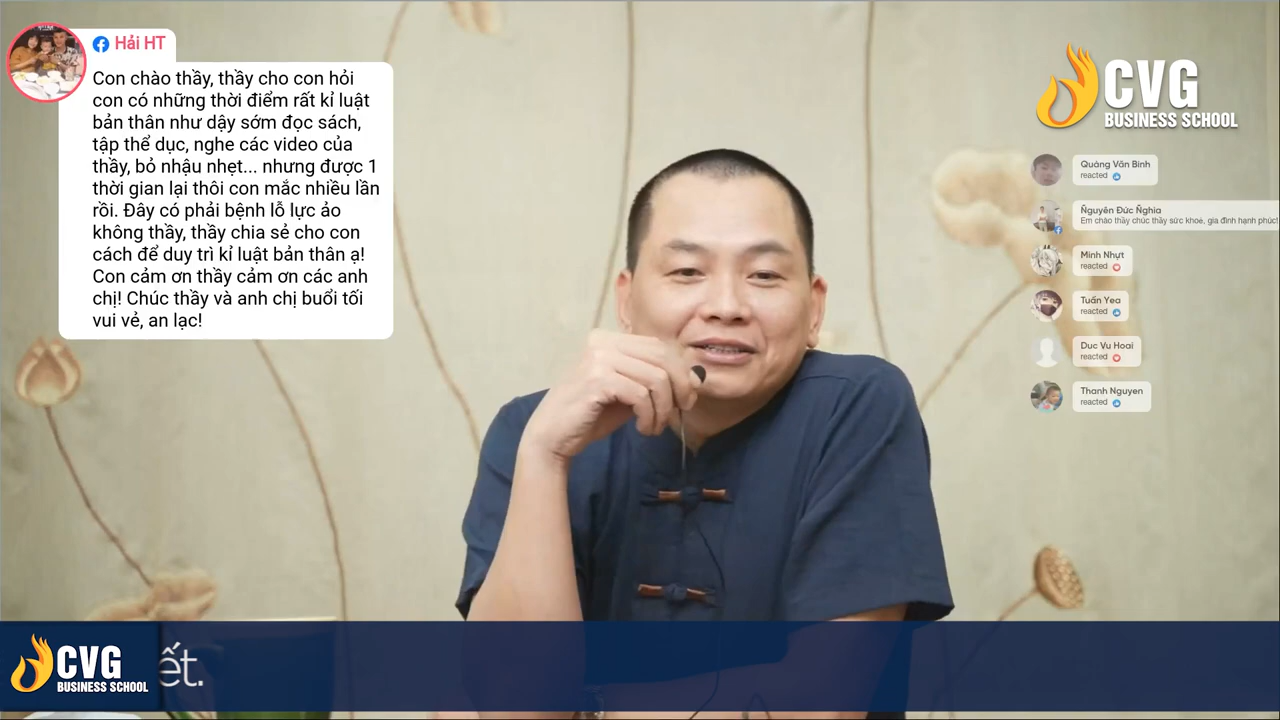 Hải HT
Con chào thầy, thầy cho con hỏi
con có những thời điểm rất kỉ luật
bản thân như dậy sớm đọc sách,
tập thể dục, nghe các video của
thầy, bỏ nhậu nhẹt... nhưng được 1
thời gian lại thôi con mắc nhiều lần
rồi. Đây có phải bệnh lỗ lực ảo
không thầy, thầy chia sẻ cho con
cách để duy trì kỉ luật bản thân ạ!
Con cảm ơn thầy cảm ơn các anh
chị! Chúc thầy và anh chị buổi tối
vui vẻ, an lạc!
CVG
BUSINESS SCHOOL
Quảng Văn Bình
reacted
Nguyễn Đức Nghĩa
Em chào thầy chúc thầy sức khoẻ, gia đình hạnh phúc!
Minh Nhựt
reacted
Tuấn Yea
reacted
Duc Vu Hoai
reacted
Thanh Nguyen
reacted
CVG
BUSINESS SCHOOL
ết.